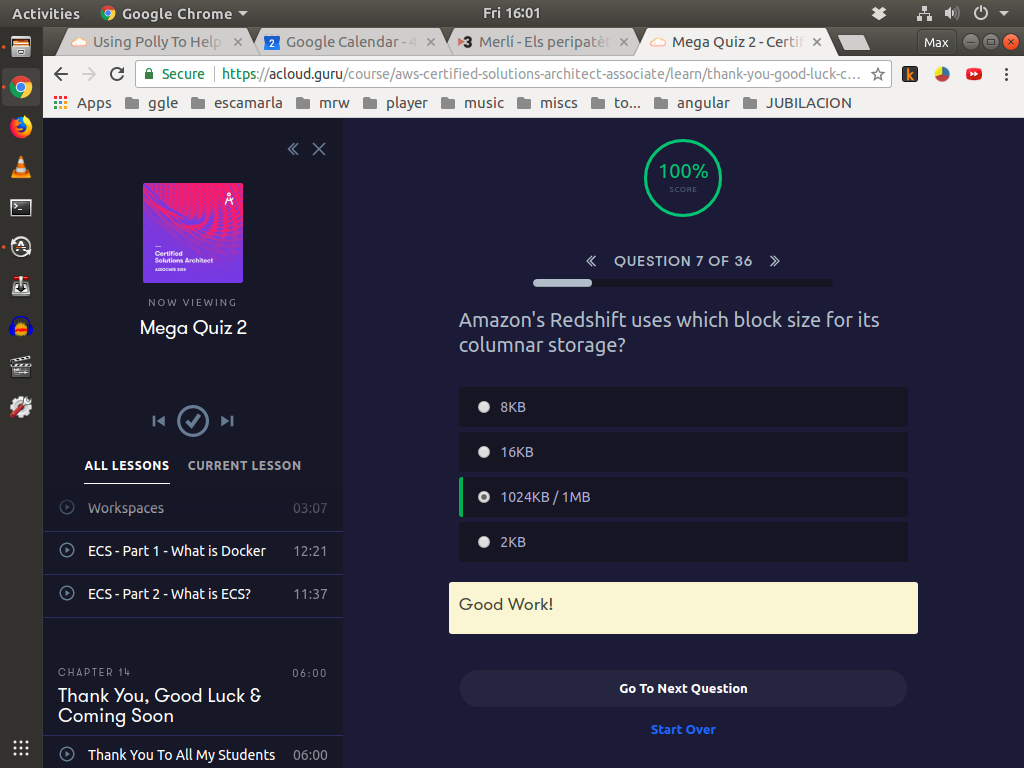 Activities Google Chrome Fri 16:01
Using Polly To Help Google Calendar - 4 Merlí - Els peripatèt Mega Quiz 2 - Certif Max
Secure https://acloud.guru/course/aws-certified-solutions-architect-associate/learn/thank-you-good-luck-c...
Apps ggle escamarla mrw player music miscs to... angular JUBILACION
Certified
Solutions Architect
ASSOCIATE 2018
NOW VIEWING
Mega Quiz 2
ALL LESSONS CURRENT LESSON
Workspaces 03:07
ECS - Part 1 - What is Docker 12:21
ECS - Part 2 - What is ECS? 11:37
CHAPTER 14 06:00
Thank You, Good Luck &
Coming Soon
Thank You To All My Students 06:00
100%
SCORE
QUESTION 7 OF 36
Amazon's Redshift uses which block size for its
columnar storage?
8KB
16KB
1024KB / 1MB
2KB
Good Work!
Go To Next Question
Start Over